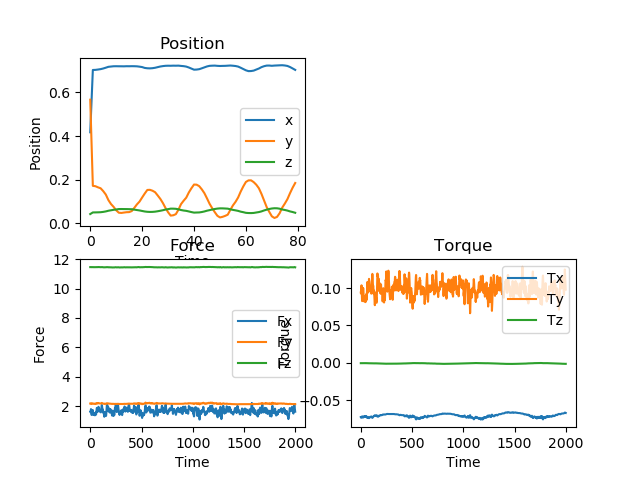 Position
Position
0.6
0.4
0.2
0.0
x
y
z
0 20 40 60 80
Time
Force
Force
12
10
8
6
4
2
Fx
Fy
Fz
0 500 1000 1500 2000
Time
Torque
Torque
0.10
0.05
0.00
−0.05
Tx
Ty
Tz
0 500 1000 1500 2000
Time